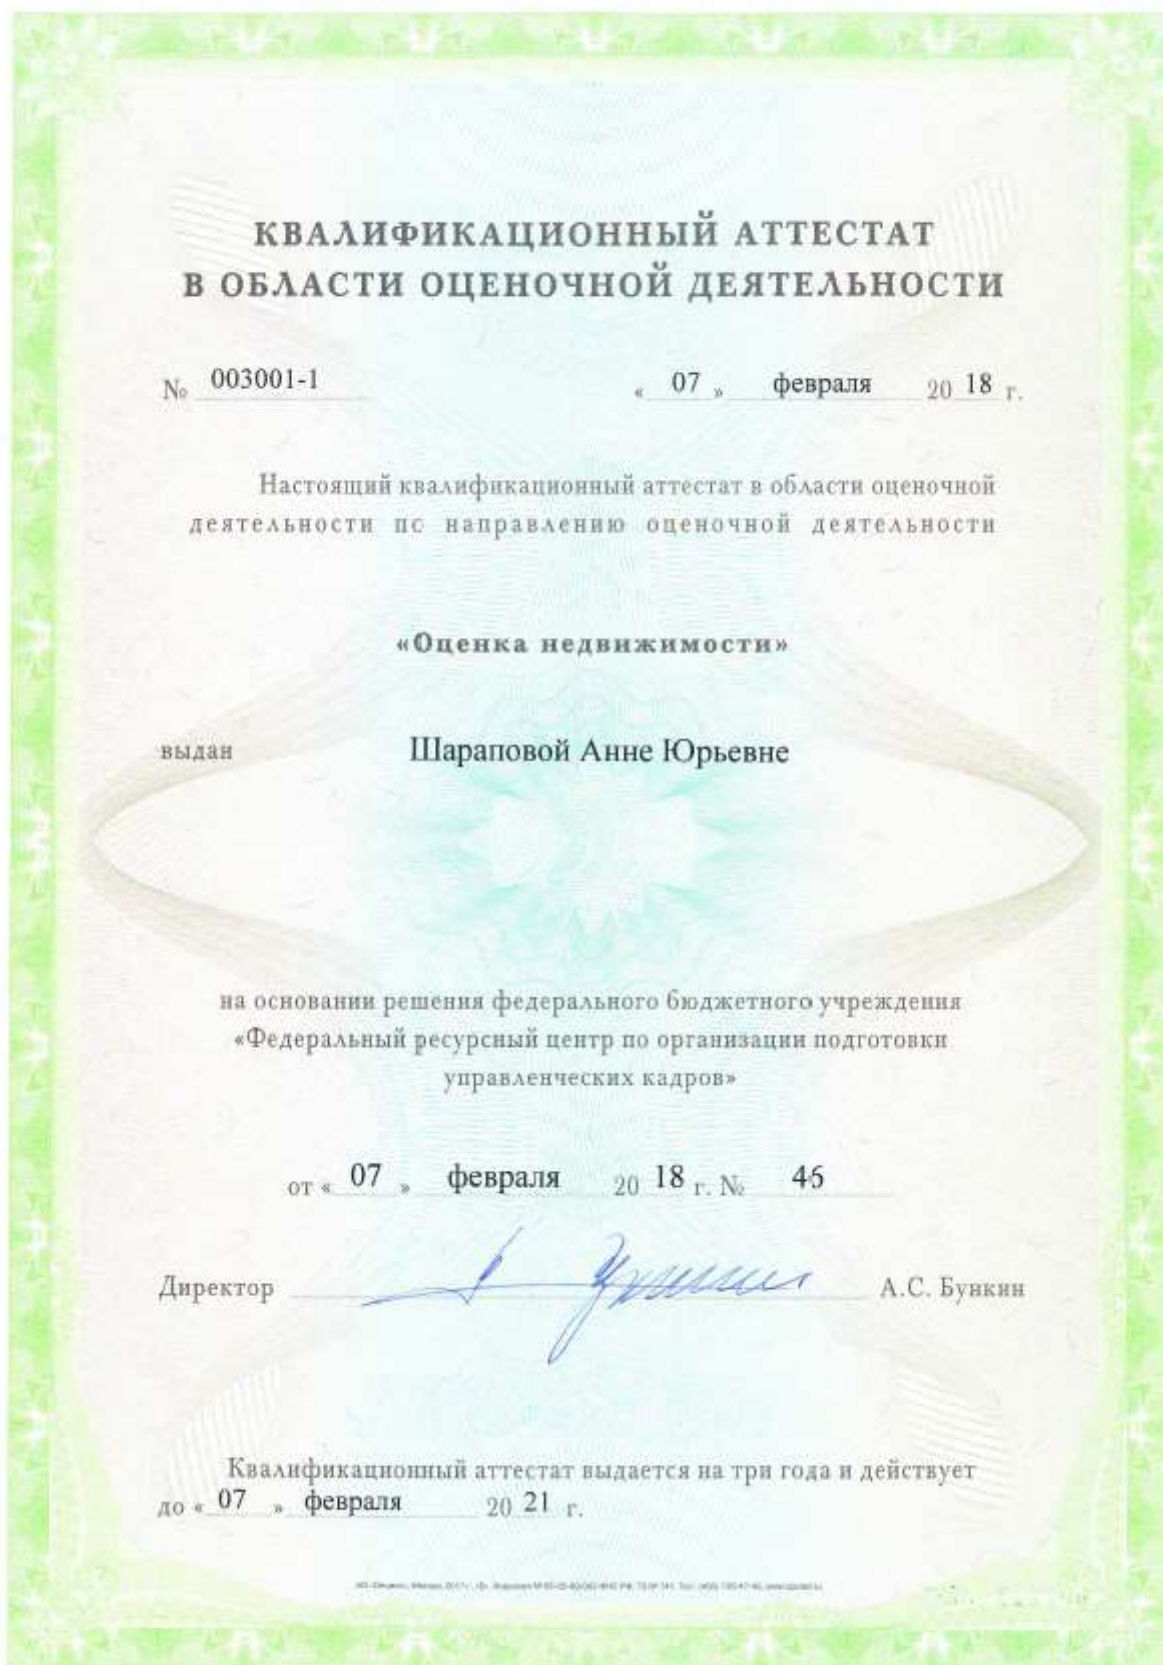 КВАЛИФИКАЦИОННЫЙ АТТЕСТАТ
В ОБЛАСТИ ОЦЕНОЧНОЙ ДЕЯТЕЛЬНОСТИ
№ 003001-1 « 07 » февраля 20 18 г.
Настоящий квалификационный аттестат в области оценочной
деятельности по направлению оценочной деятельности
«Оценка недвижимости»
выдан Шараповой Анне Юрьевне
на основании решения федерального бюджетного учреждения
«Федеральный ресурсный центр по организации подготовки
управленческих кадров»
от « 07 » февраля 20 18 г. № 45
Директор А.С. Бункин
Квалификационный аттестат выдается на три года и действует
до « 07 » февраля 20 21 г.